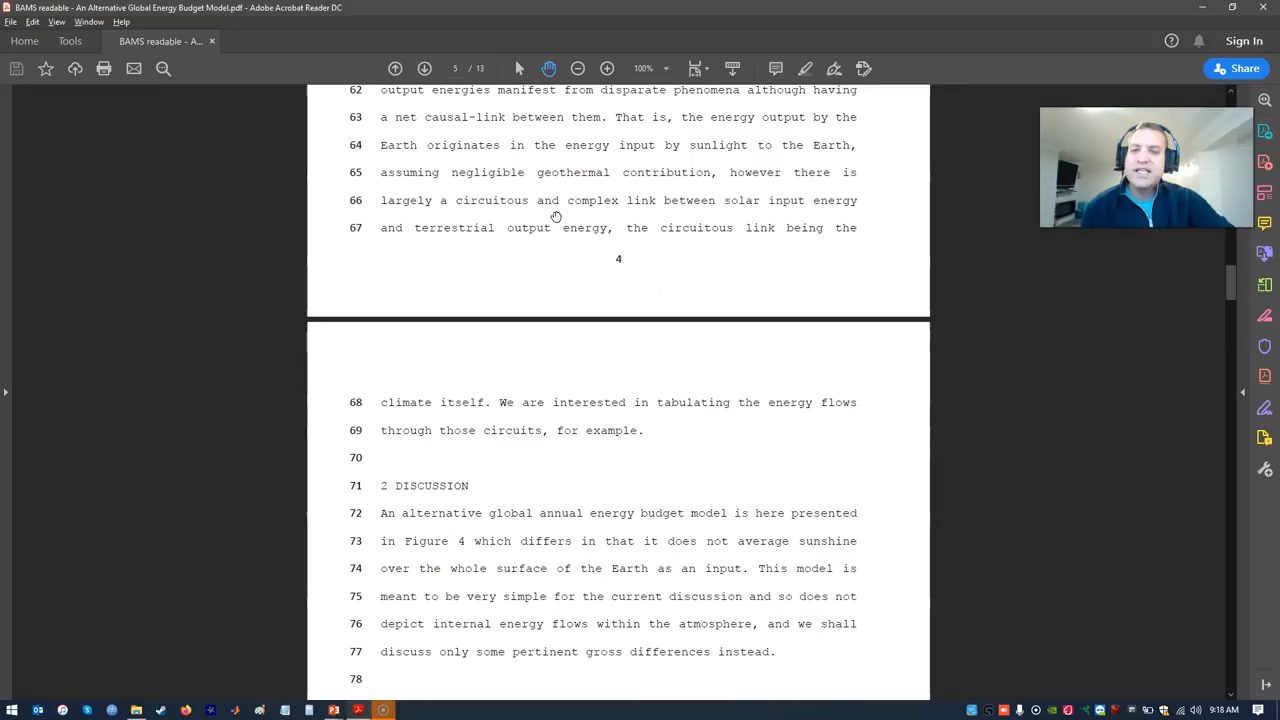 BAMS readable - An Alternative Global Energy Budget Model.pdf - Adobe Acrobat Reader DC
File Edit View Window Help
Home Tools BAMS readable - A... × Sign In
5 / 13 100% Share
62 output energies manifest from disparate phenomena although having
63 a net causal-link between them. That is, the energy output by the
64 Earth originates in the energy input by sunlight to the Earth,
65 assuming negligible geothermal contribution, however there is
66 largely a circuitous and complex link between solar input energy
67 and terrestrial output energy, the circuitous link being the
4
68 climate itself. We are interested in tabulating the energy flows
69 through those circuits, for example.
70
71 2 DISCUSSION
72 An alternative global annual energy budget model is here presented
73 in Figure 4 which differs in that it does not average sunshine
74 over the whole surface of the Earth as an input. This model is
75 meant to be very simple for the current discussion and so does not
76 depict internal energy flows within the atmosphere, and we shall
77 discuss only some pertinent gross differences instead.
78
9:18 AM